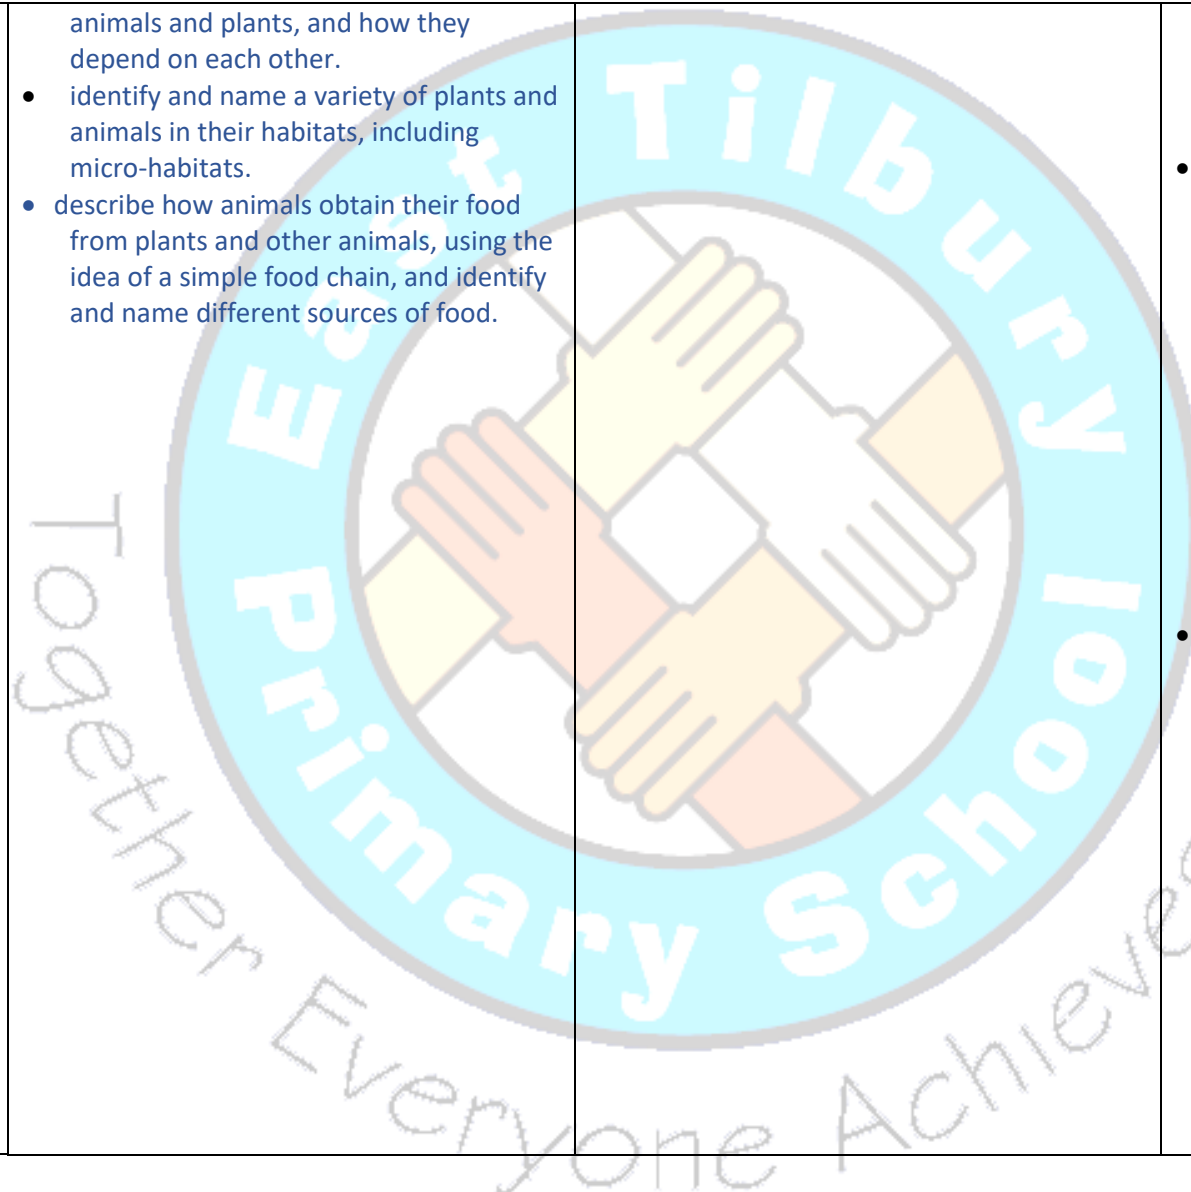 animals and plants, and how they
depend on each other.
• identify and name a variety of plants and
animals in their habitats, including
micro-habitats.
• describe how animals obtain their food
from plants and other animals, using the
idea of a simple food chain, and identify
and name different sources of food.
•
•
East Tilbury
Primary School
Together Everyone Achieves